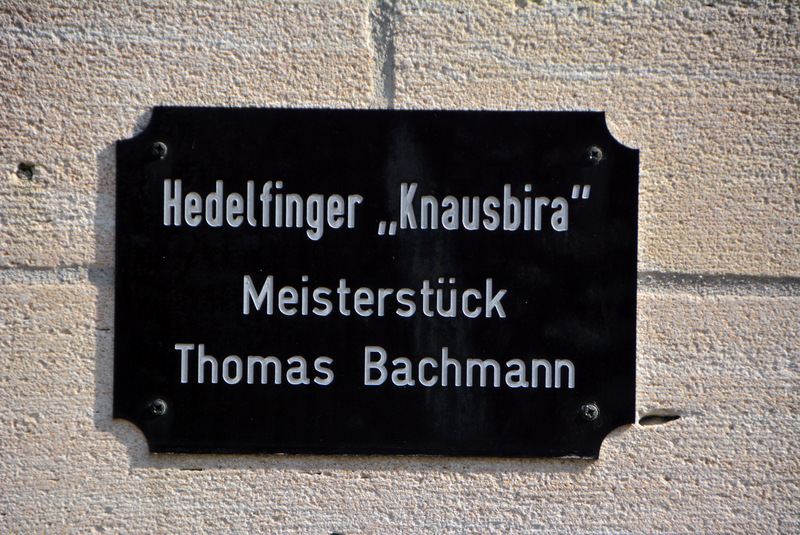 Hedelfinger „Knausbira“
Meisterstück
Thomas Bachmann